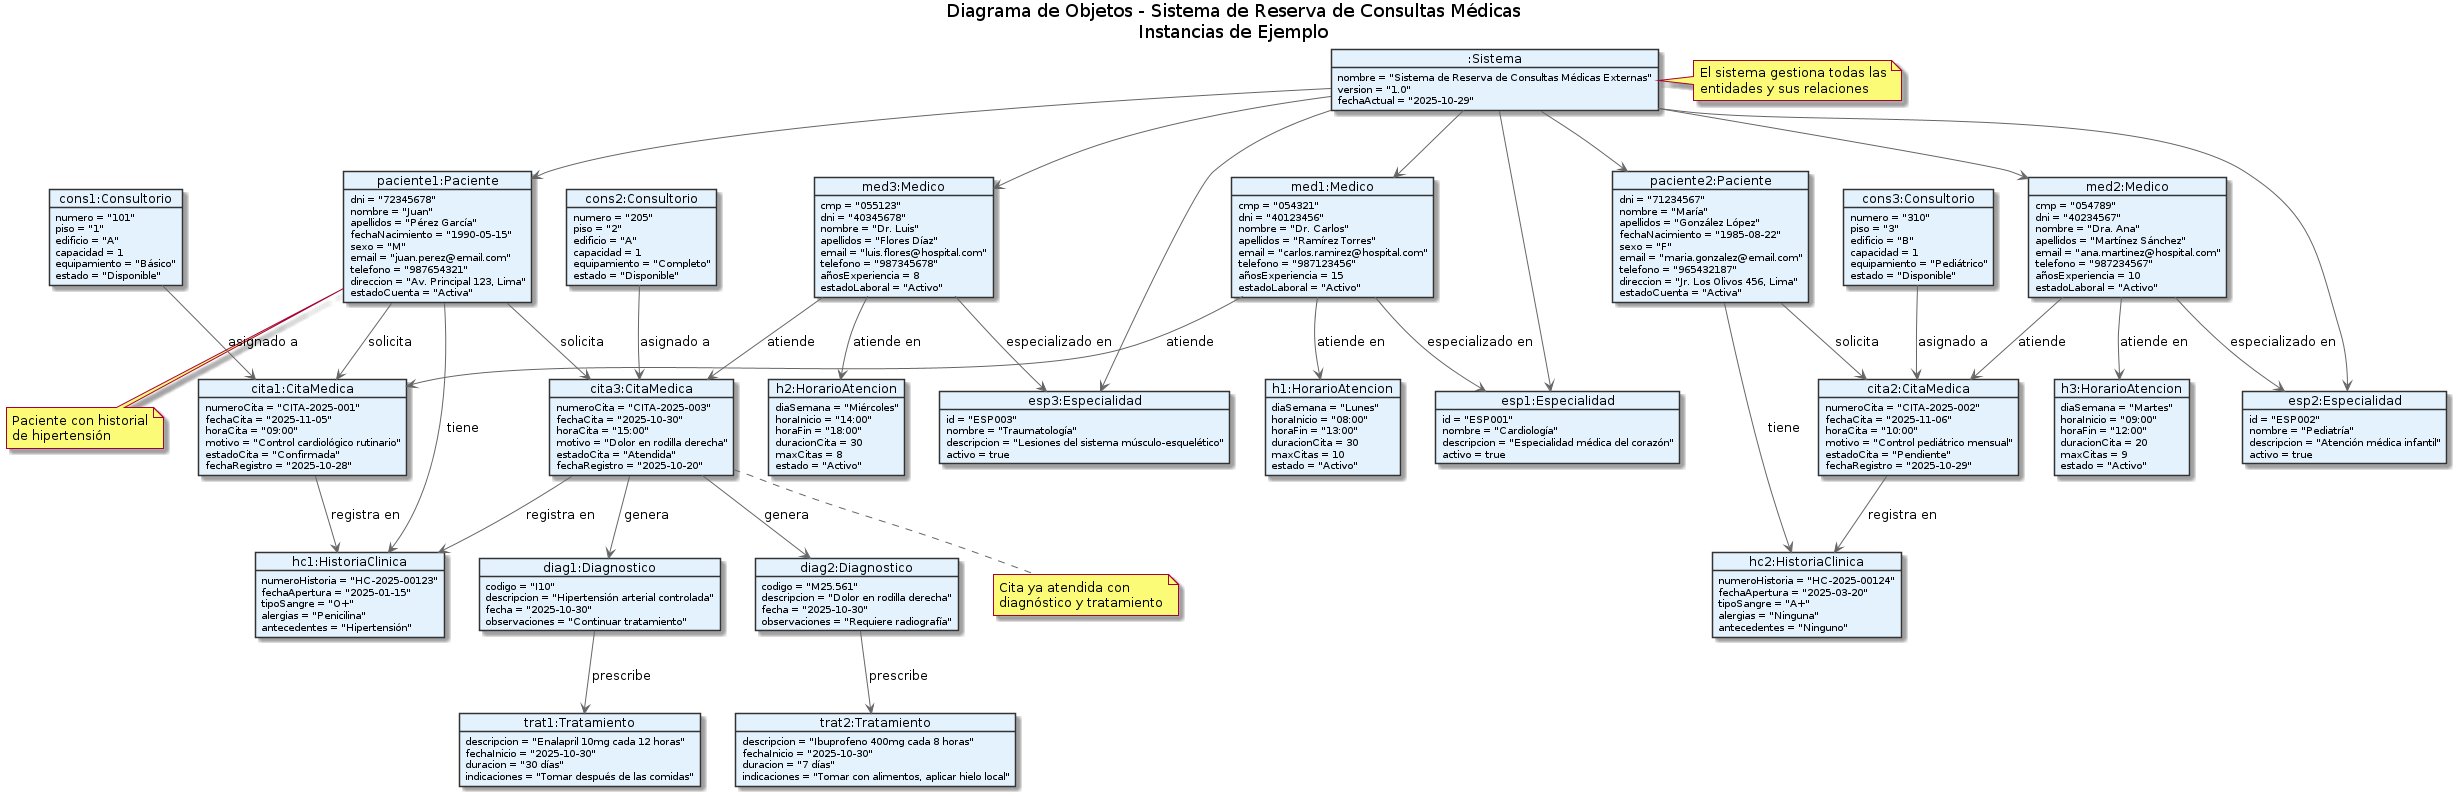 Diagrama de Objetos - Sistema de Reserva de Consultas Médicas
Instancias de Ejemplo
:Sistema
nombre = "Sistema de Reserva de Consultas Médicas Externas"
version = "1.0"
fechaActual = "2025-10-29"
El sistema gestiona todas las
entidades y sus relaciones
cons1:Consultorio
numero = "101"
piso = "1"
edificio = "A"
capacidad = 1
equipamiento = "Básico"
estado = "Disponible"
paciente1:Paciente
dni = "72345678"
nombre = "Juan"
apellidos = "Pérez García"
fechaNacimiento = "1990-05-15"
sexo = "M"
email = "juan.perez@email.com"
telefono = "987654321"
direccion = "Av. Principal 123, Lima"
estadoCuenta = "Activa"
cons2:Consultorio
numero = "205"
piso = "2"
edificio = "A"
capacidad = 1
equipamiento = "Completo"
estado = "Disponible"
med3:Medico
cmp = "055123"
dni = "40345678"
nombre = "Dr. Luis"
apellidos = "Flores Díaz"
email = "luis.flores@hospital.com"
telefono = "987345678"
añosExperiencia = 8
estadoLaboral = "Activo"
med1:Medico
cmp = "054321"
dni = "40123456"
nombre = "Dr. Carlos"
apellidos = "Ramírez Torres"
email = "carlos.ramirez@hospital.com"
telefono = "987123456"
añosExperiencia = 15
estadoLaboral = "Activo"
paciente2:Paciente
dni = "71234567"
nombre = "María"
apellidos = "González López"
fechaNacimiento = "1985-08-22"
sexo = "F"
email = "maria.gonzalez@email.com"
telefono = "965432187"
direccion = "Jr. Los Olivos 456, Lima"
estadoCuenta = "Activa"
cons3:Consultorio
numero = "310"
piso = "3"
edificio = "B"
capacidad = 1
equipamiento = "Pediátrico"
estado = "Disponible"
med2:Medico
cmp = "054789"
dni = "40234567"
nombre = "Dra. Ana"
apellidos = "Martínez Sánchez"
email = "ana.martinez@hospital.com"
telefono = "987234567"
añosExperiencia = 10
estadoLaboral = "Activo"
asignado a
solicita
solicita
asignado a
atiende
atiende en
especializado en
atiende
atiende en
especializado en
solicita
asignado a
atiende
atiende en
especializado en
Paciente con historial
de hipertensión
cita1:CitaMedica
numeroCita = "CITA-2025-001"
fechaCita = "2025-11-05"
horaCita = "09:00"
motivo = "Control cardiológico rutinario"
estadoCita = "Confirmada"
fechaRegistro = "2025-10-28"
tiene
cita3:CitaMedica
numeroCita = "CITA-2025-003"
fechaCita = "2025-10-30"
horaCita = "15:00"
motivo = "Dolor en rodilla derecha"
estadoCita = "Atendida"
fechaRegistro = "2025-10-20"
h2:HorarioAtencion
diaSemana = "Miércoles"
horaInicio = "14:00"
horaFin = "18:00"
duracionCita = 30
maxCitas = 8
estado = "Activo"
esp3:Especialidad
id = "ESP003"
nombre = "Traumatología"
descripcion = "Lesiones del sistema músculo-esquelético"
activo = true
h1:HorarioAtencion
diaSemana = "Lunes"
horaInicio = "08:00"
horaFin = "13:00"
duracionCita = 30
maxCitas = 10
estado = "Activo"
esp1:Especialidad
id = "ESP001"
nombre = "Cardiología"
descripcion = "Especialidad médica del corazón"
activo = true
tiene
cita2:CitaMedica
numeroCita = "CITA-2025-002"
fechaCita = "2025-11-06"
horaCita = "10:00"
motivo = "Control pediátrico mensual"
estadoCita = "Pendiente"
fechaRegistro = "2025-10-29"
h3:HorarioAtencion
diaSemana = "Martes"
horaInicio = "09:00"
horaFin = "12:00"
duracionCita = 20
maxCitas = 9
estado = "Activo"
esp2:Especialidad
id = "ESP002"
nombre = "Pediatría"
descripcion = "Atención médica infantil"
activo = true
registra en
registra en
genera
genera
registra en
hc1:HistoriaClinica
numeroHistoria = "HC-2025-00123"
fechaApertura = "2025-01-15"
tipoSangre = "O+"
alergias = "Penicilina"
antecedentes = "Hipertensión"
diag1:Diagnostico
codigo = "I10"
descripcion = "Hipertensión arterial controlada"
fecha = "2025-10-30"
observaciones = "Continuar tratamiento"
diag2:Diagnostico
codigo = "M25.561"
descripcion = "Dolor en rodilla derecha"
fecha = "2025-10-30"
observaciones = "Requiere radiografía"
Cita ya atendida con
diagnóstico y tratamiento
hc2:HistoriaClinica
numeroHistoria = "HC-2025-00124"
fechaApertura = "2025-03-20"
tipoSangre = "A+"
alergias = "Ninguna"
antecedentes = "Ninguno"
prescribe
prescribe
trat1:Tratamiento
descripcion = "Enalapril 10mg cada 12 horas"
fechaInicio = "2025-10-30"
duracion = "30 días"
indicaciones = "Tomar después de las comidas"
trat2:Tratamiento
descripcion = "Ibuprofeno 400mg cada 8 horas"
fechaInicio = "2025-10-30"
duracion = "7 días"
indicaciones = "Tomar con alimentos, aplicar hielo local"